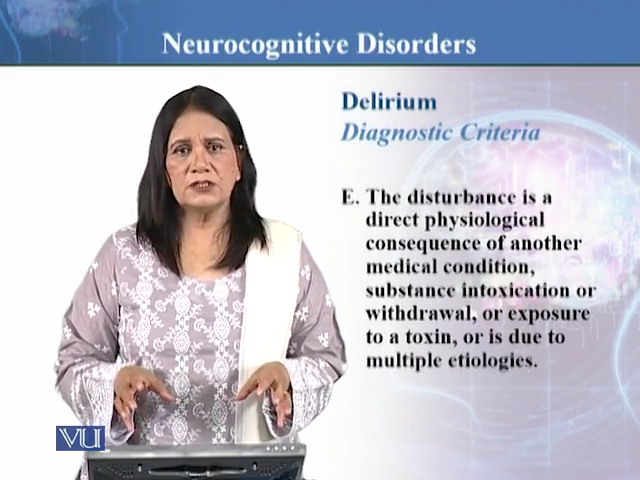 Neurocognitive Disorders
Delirium
Diagnostic Criteria
E. The disturbance is a
direct physiological
consequence of another
medical condition,
substance intoxication or
withdrawal, or exposure
to a toxin, or is due to
multiple etiologies.
VU